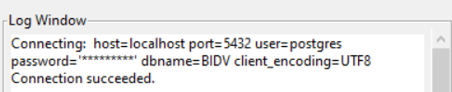 Log Window
Connecting:  host=localhost port=5432 user=postgres
password='*********' dbname=BIDV client_encoding=UTF8
Connection succeeded.